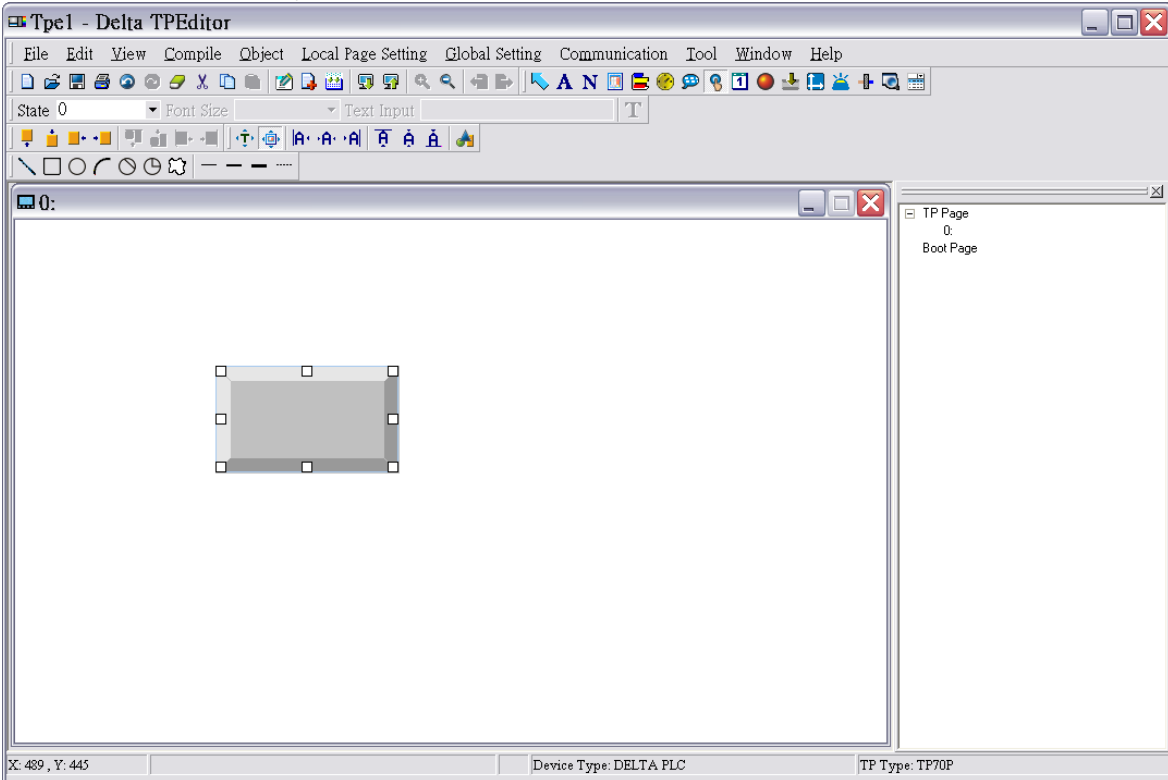 Tpe1 - Delta TPEditor
File Edit View Compile Object Local Page Setting Global Setting Communication Tool Window Help
State 0 Font Size Text Input
0:
TP Page
0:
Boot Page
X: 489 , Y: 445 Device Type: DELTA PLC TP Type: TP70P